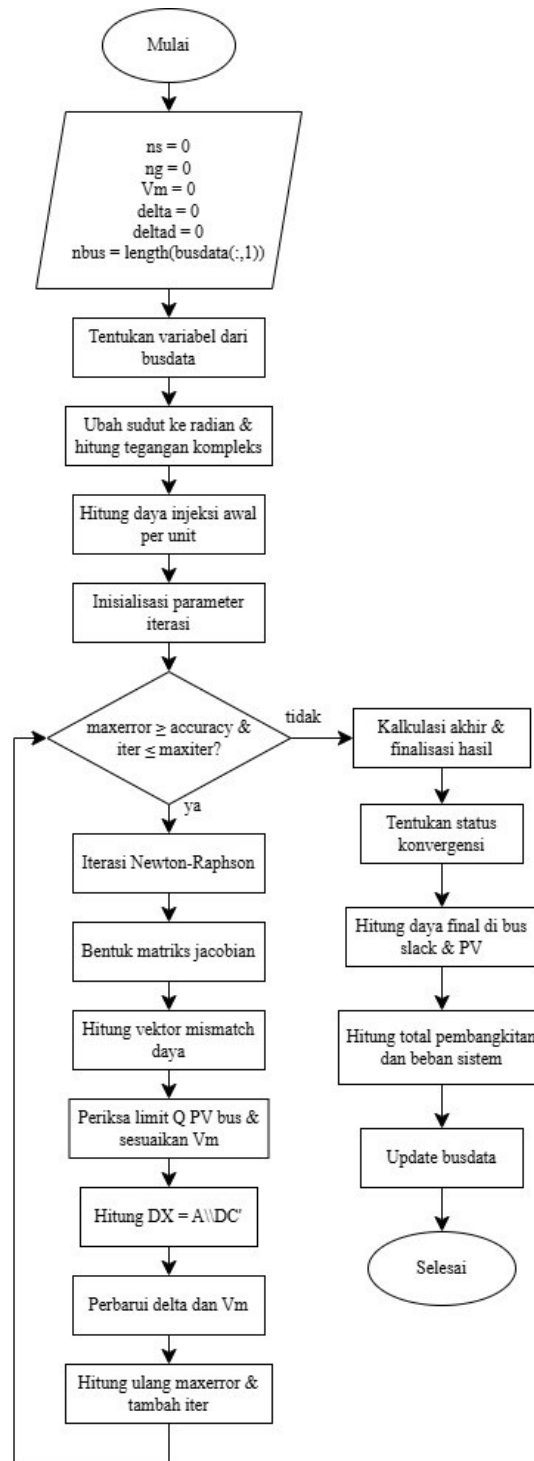 Mulai
ns = 0
ng = 0
Vm = 0
delta = 0
deltad = 0
nbus = length(busdata(:,1))
Tentukan variabel dari
busdata
Ubah sudut ke radian &
hitung tegangan kompleks
Hitung daya injeksi awal
per unit
Inisialisasi parameter
iterasi
maxerror ≥ accuracy &
iter ≤ maxiter?
ya
Iterasi Newton-Raphson
Bentuk matriks jacobian
Hitung vektor mismatch
daya
Periksa limit Q PV bus &
sesuaikan Vm
Hitung DX = A\\DC'
Perbarui delta dan Vm
Hitung ulang maxerror &
tambah iter
tidak
Kalkulasi akhir &
finalisasi hasil
Tentukan status
konvergensi
Hitung daya final di bus
slack & PV
Hitung total pembangkitan
dan beban sistem
Update busdata
Selesai